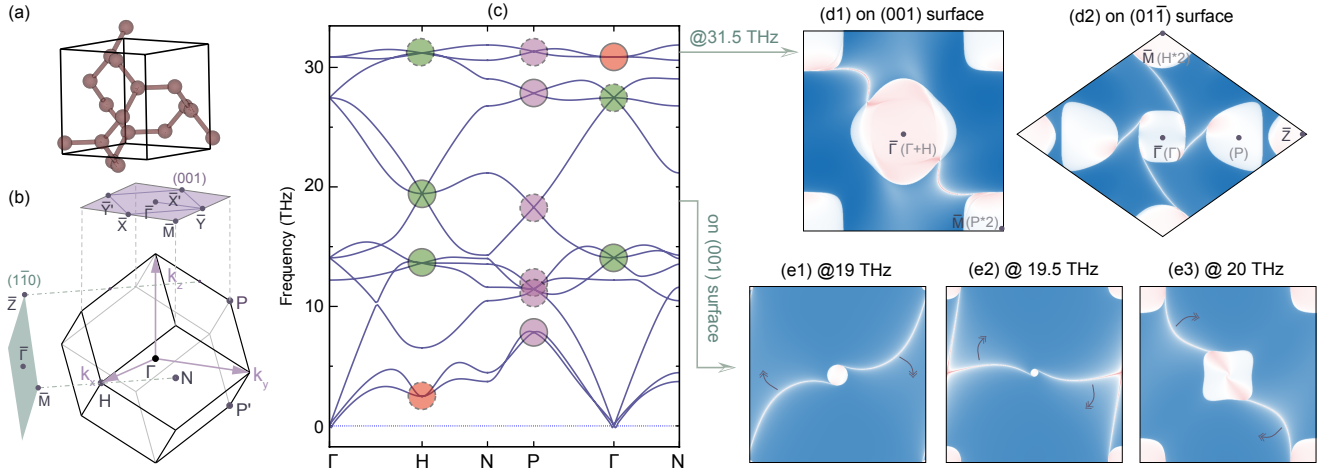 (a)
(b)
(001)
Ȳ'
X̄'
Γ̄
X̄
M̄
Ȳ
(11̄0)
Z̄
Γ̄
M̄
k_z
k_x
k_y
P
Γ
N
H
P'
(c)
Frequency (THz)
30
20
10
0
Γ
H
N
P
Γ
N
@31.5 THz
on (001) surface
(d1) on (001) surface
Γ̄(Γ+H)
M̄(P*2)
(d2) on (011̄) surface
M̄(H*2)
Γ̄(Γ)
(P)
Z̄
(e1) @19 THz
(e2) @ 19.5 THz
(e3) @ 20 THz